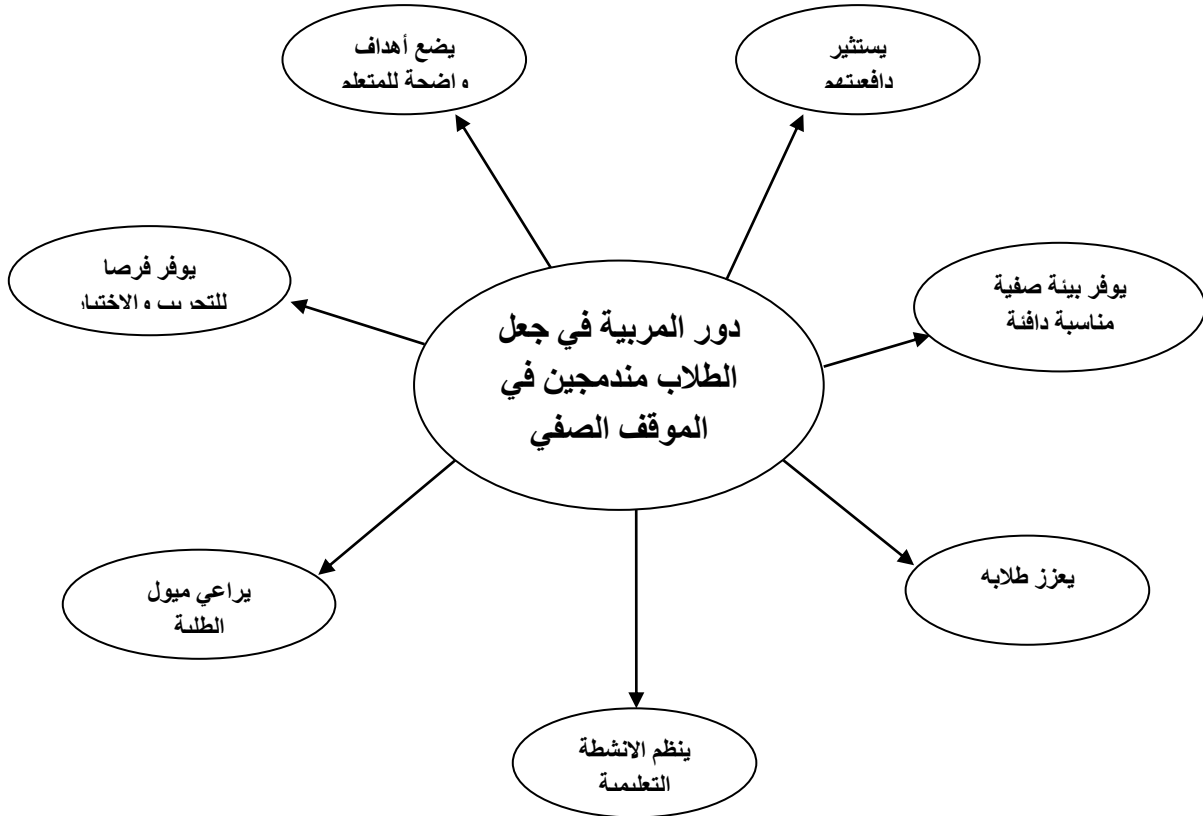 يستثير
دافعيتهم
يضع أهداف
واضحة للمتعلم
يوفر فرصا
للتجريب والاختبار
يوفر بيئة صفية
مناسبة دافئة
دور المربية في جعل
الطلاب مندمجين في
الموقف الصفي
يعزز طلابه
يراعي ميول
الطلبة
ينظم الانشطة
التعليمية